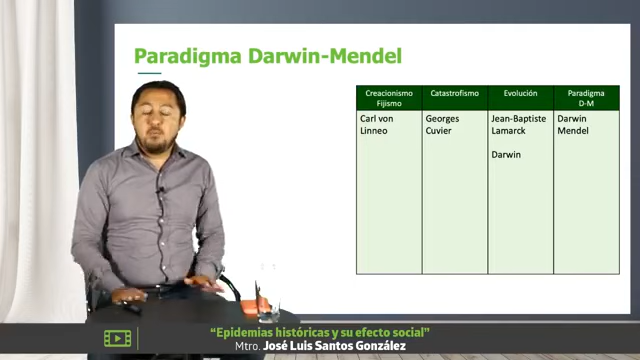 Paradigma Darwin-Mendel
Creacionismo
Fijismo
Catastrofismo
Evolución
Paradigma
D-M
Carl von
Linneo
Georges
Cuvier
Jean-Baptiste
Lamarck
Darwin
Darwin
Mendel
“Epidemias históricas y su efecto social”
Mtro. José Luis Santos González